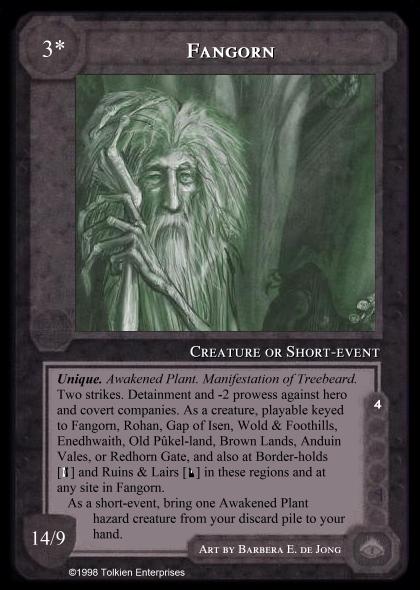 3*
FANGORN
CREATURE OR SHORT-EVENT
Unique. Awakened Plant. Manifestation of Treebeard.
Two strikes. Detainment and -2 prowess against hero
and covert companies. As a creature, playable keyed
4
to Fangorn, Rohan, Gap of Isen, Wold & Foothills,
Enedhwaith, Old Pûkel-land, Brown Lands, Anduin
Vales, or Redhorn Gate, and also at Border-holds
[ ] and Ruins & Lairs [ ] in these regions and at
any site in Fangorn.
As a short-event, bring one Awakened Plant
hazard creature from your discard pile to your
hand.
14/9
ART BY BARBERA E. DE JONG
©1998 Tolkien Enterprises